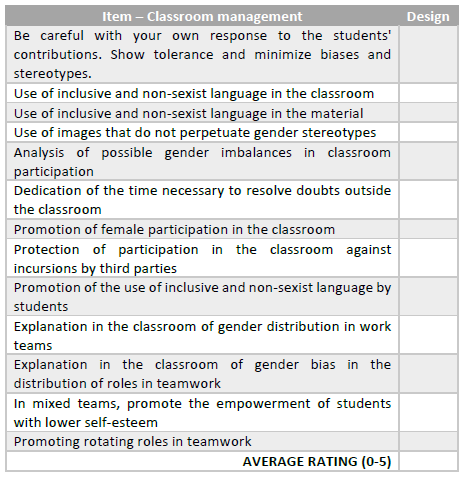 Item – Classroom management Design
Be careful with your own response to the students'
contributions. Show tolerance and minimize biases and
stereotypes.
Use of inclusive and non-sexist language in the classroom
Use of inclusive and non-sexist language in the material
Use of images that do not perpetuate gender stereotypes
Analysis of possible gender imbalances in classroom
participation
Dedication of the time necessary to resolve doubts outside
the classroom
Promotion of female participation in the classroom
Protection of participation in the classroom against
incursions by third parties
Promotion of the use of inclusive and non-sexist language by
students
Explanation in the classroom of gender distribution in work
teams
Explanation in the classroom of gender bias in the
distribution of roles in teamwork
In mixed teams, promote the empowerment of students
with lower self-esteem
Promoting rotating roles in teamwork
AVERAGE RATING (0-5)